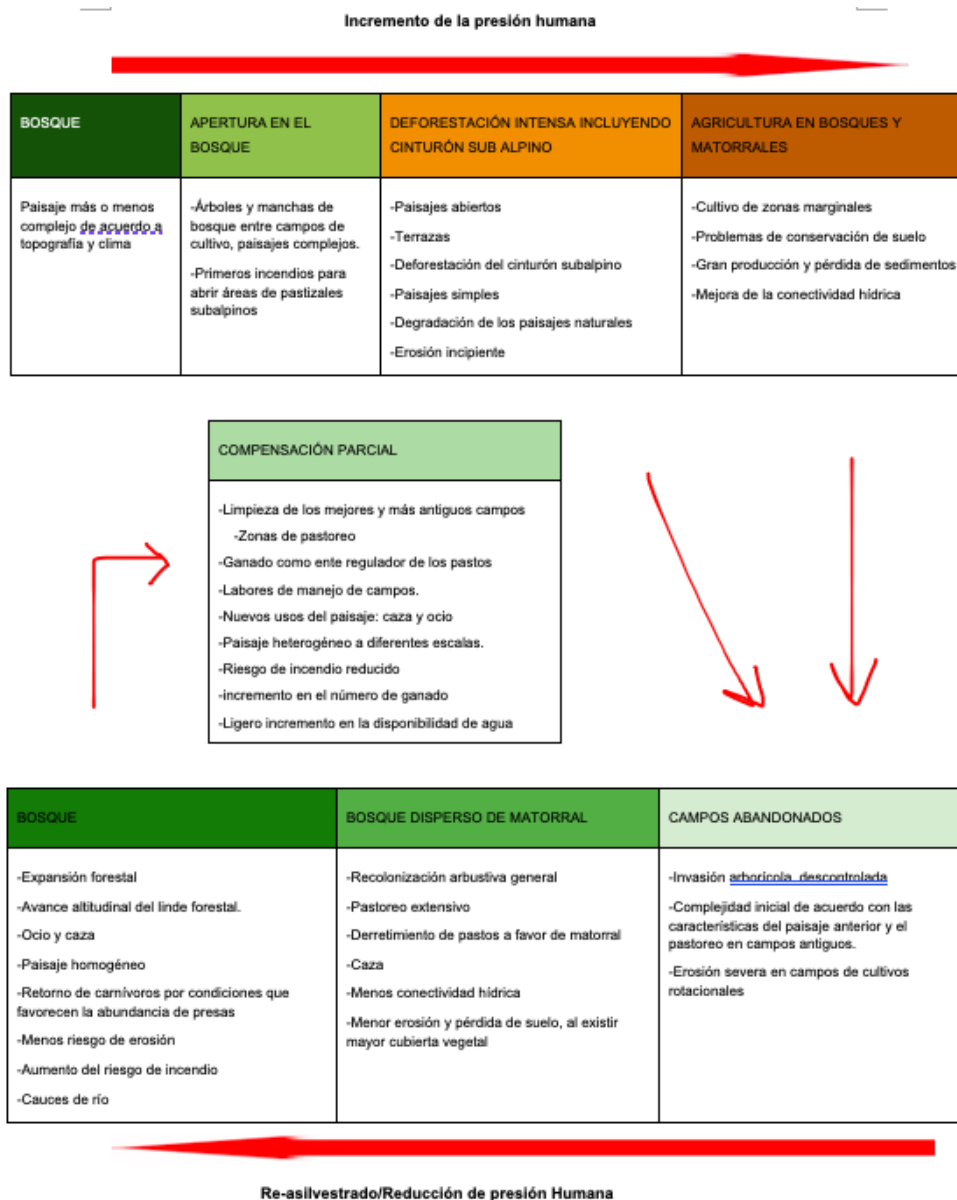 Incremento de la presión humana
BOSQUE
APERTURA EN EL
BOSQUE
DEFORESTACIÓN INTENSA INCLUYENDO
CINTURÓN SUB ALPINO
AGRICULTURA EN BOSQUES Y
MATORRALES
Paisaje más o menos
complejo de acuerdo a
topografía y clima
-Árboles y manchas de
bosque entre campos de
cultivo, paisajes complejos.
-Primeros incendios para
abrir áreas de pastizales
subalpinos
-Paisajes abiertos
-Terrazas
-Deforestación del cinturón subalpino
-Paisajes simples
-Degradación de los paisajes naturales
-Erosión incipiente
-Cultivo de zonas marginales
-Problemas de conservación de suelo
-Gran producción y pérdida de sedimentos
-Mejora de la conectividad hídrica
COMPENSACIÓN PARCIAL
-Limpieza de los mejores y más antiguos campos
-Zonas de pastoreo
-Ganado como ente regulador de los pastos
-Labores de manejo de campos.
-Nuevos usos del paisaje: caza y ocio
-Paisaje heterogéneo a diferentes escalas.
-Riesgo de incendio reducido
-incremento en el número de ganado
-Ligero incremento en la disponibilidad de agua
BOSQUE
BOSQUE DISPERSO DE MATORRAL
CAMPOS ABANDONADOS
-Expansión forestal
-Avance altitudinal del linde forestal.
-Ocio y caza
-Paisaje homogéneo
-Retorno de carnívoros por condiciones que
favorecen la abundancia de presas
-Menos riesgo de erosión
-Aumento del riesgo de incendio
-Cauces de río
-Recolonización arbustiva general
-Pastoreo extensivo
-Derretimiento de pastos a favor de matorral
-Caza
-Menos conectividad hídrica
-Menor erosión y pérdida de suelo, al existir
mayor cubierta vegetal
-Invasión arborícola descontrolada
-Complejidad inicial de acuerdo con las
características del paisaje anterior y el
pastoreo en campos antiguos.
-Erosión severa en campos de cultivos
rotacionales
Re-asilvestrado/Reducción de presión Humana